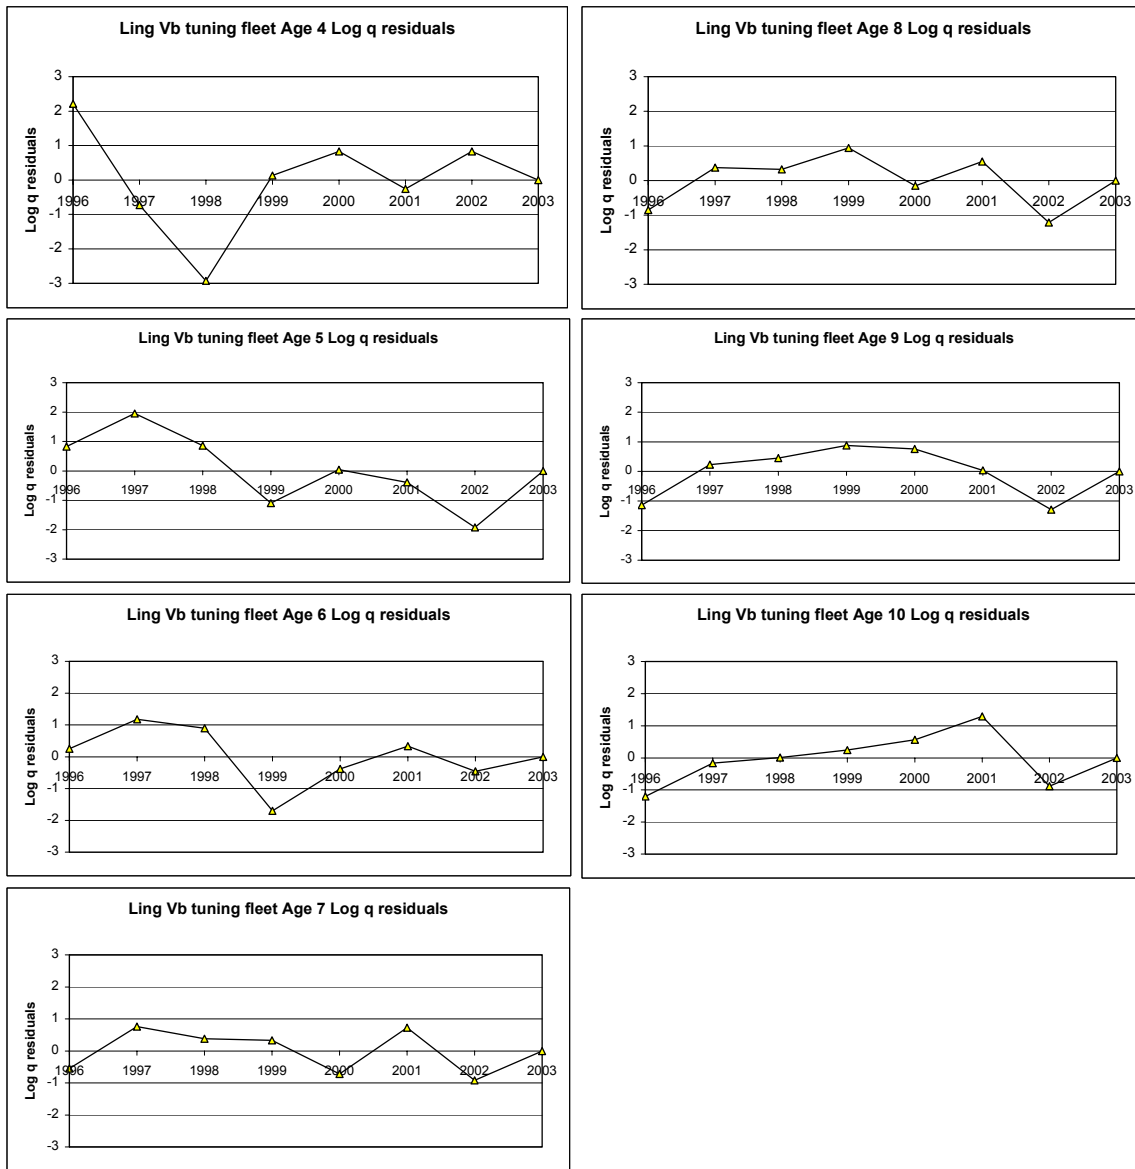 Ling Vb tuning fleet Age 4 Log q residuals
Log q residuals
3
2
1
0
-1
-2
-3
1996 1997 1998 1999 2000 2001 2002 2003
Ling Vb tuning fleet Age 8 Log q residuals
Log q residuals
3
2
1
0
-1
-2
-3
1996 1997 1998 1999 2000 2001 2002 2003
Ling Vb tuning fleet Age 5 Log q residuals
Log q residuals
3
2
1
0
-1
-2
-3
1996 1997 1998 1999 2000 2001 2002 2003
Ling Vb tuning fleet Age 9 Log q residuals
Log q residuals
3
2
1
0
-1
-2
-3
1996 1997 1998 1999 2000 2001 2002 2003
Ling Vb tuning fleet Age 6 Log q residuals
Log q residuals
3
2
1
0
-1
-2
-3
1996 1997 1998 1999 2000 2001 2002 2003
Ling Vb tuning fleet Age 10 Log q residuals
Log q residuals
3
2
1
0
-1
-2
-3
1996 1997 1998 1999 2000 2001 2002 2003
Ling Vb tuning fleet Age 7 Log q residuals
Log q residuals
3
2
1
0
-1
-2
-3
1996 1997 1998 1999 2000 2001 2002 2003